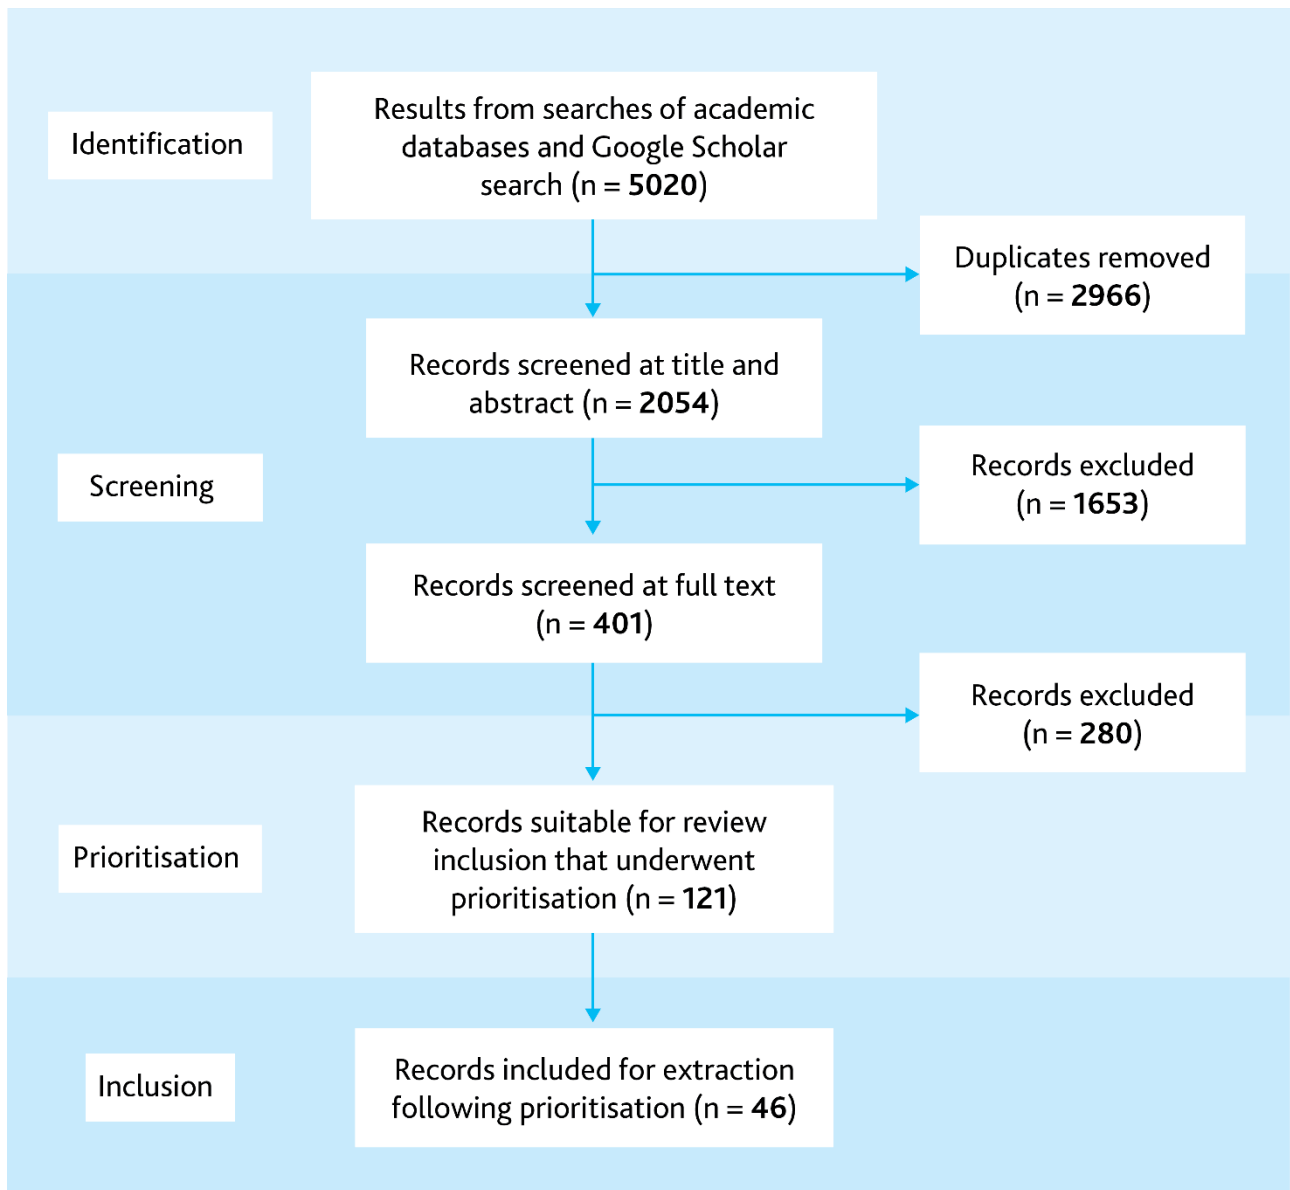 Identification
Results from searches of academic
databases and Google Scholar
search (n = 5020)
Duplicates removed
(n = 2966)
Records screened at title and
abstract (n = 2054)
Screening
Records excluded
(n = 1653)
Records screened at full text
(n = 401)
Records excluded
(n = 280)
Prioritisation
Records suitable for review
inclusion that underwent
prioritisation (n = 121)
Inclusion
Records included for extraction
following prioritisation (n = 46)